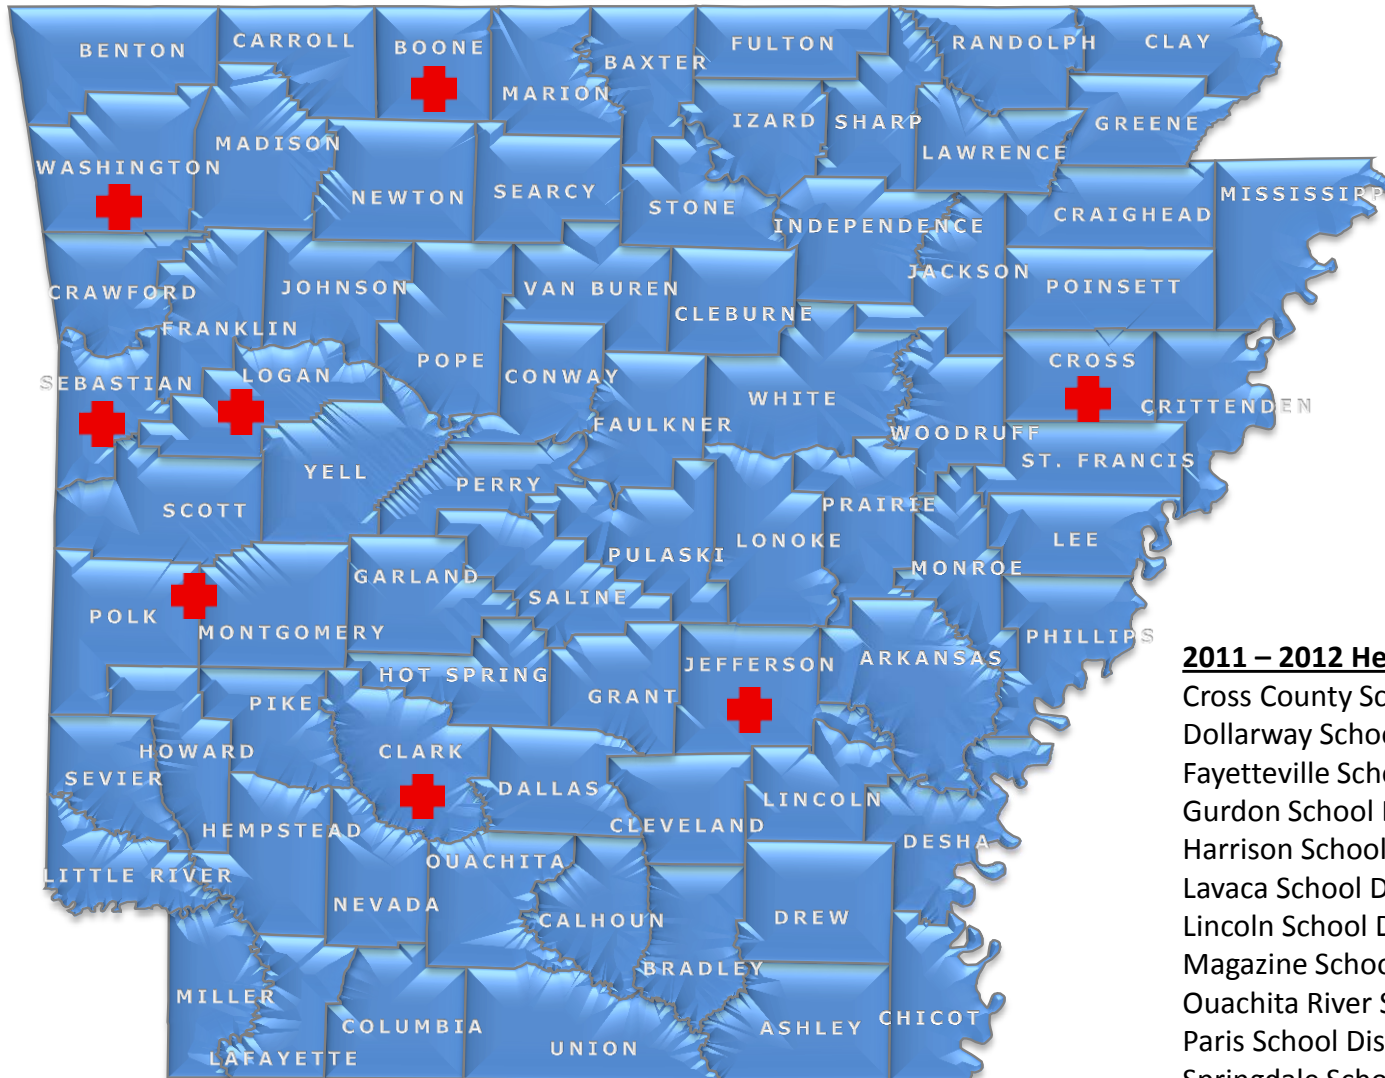 BENTON
CARROLL
BOONE
MARION
BAXTER
FULTON
RANDOLPH
CLAY
IZARD
SHARP
GREENE
LAWRENCE
MADISON
WASHINGTON
NEWTON
SEARCY
STONE
INDEPENDENCE
CRAIGHEAD
MISSISSIPP
JACKSON
POINSETT
CRAWFORD
JOHNSON
VAN BUREN
CLEBURNE
FRANKLIN
POPE
CONWAY
CROSS
SEBASTIAN
LOGAN
WHITE
CRITTENDEN
FAULKNER
WOODRUFF
ST. FRANCIS
YELL
PERRY
PRAIRIE
SCOTT
PULASKI
LONOKE
LEE
GARLAND
MONROE
SALINE
POLK
MONTGOMERY
PHILLIPS
HOT SPRING
JEFFERSON
ARKANSAS
GRANT
PIKE
HOWARD
CLARK
SEVIER
DALLAS
LINCOLN
HEMPSTEAD
CLEVELAND
DESHA
OUACHITA
LITTLE RIVER
NEVADA
CALHOUN
DREW
BRADLEY
MILLER
COLUMBIA
ASHLEY
CHICOT
LAFAYETTE
UNION
2011 – 2012 He
Cross County Sc
Dollarway Schoo
Fayetteville Scho
Gurdon School
Harrison School
Lavaca School D
Lincoln School D
Magazine Schoo
Ouachita River S
Paris School Dis
Springdale Scho